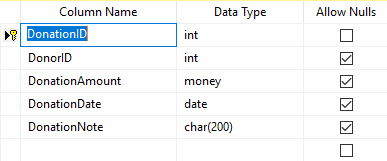 Column Name Data Type Allow Nulls
DonationID int
DonorID int
DonationAmount money
DonationDate date
DonationNote char(200)